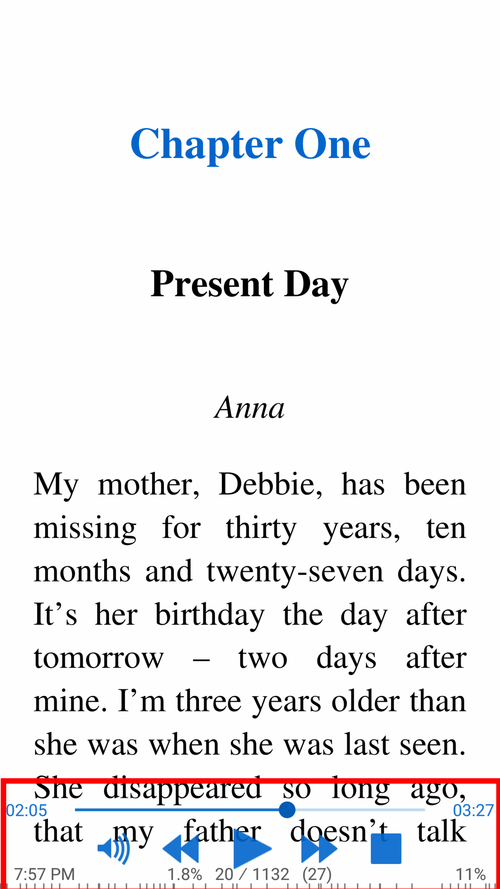 Chapter One
Present Day
Anna
My mother, Debbie, has been
missing for thirty years, ten
months and twenty-seven days.
It’s her birthday the day after
tomorrow – two days after
mine. I’m three years older than
she was when she was last seen.
She disappeared so long ago,
02:05 03:27
that my father doesn’t talk
7:57 PM 1.8% 20 / 1132 (27) 11%